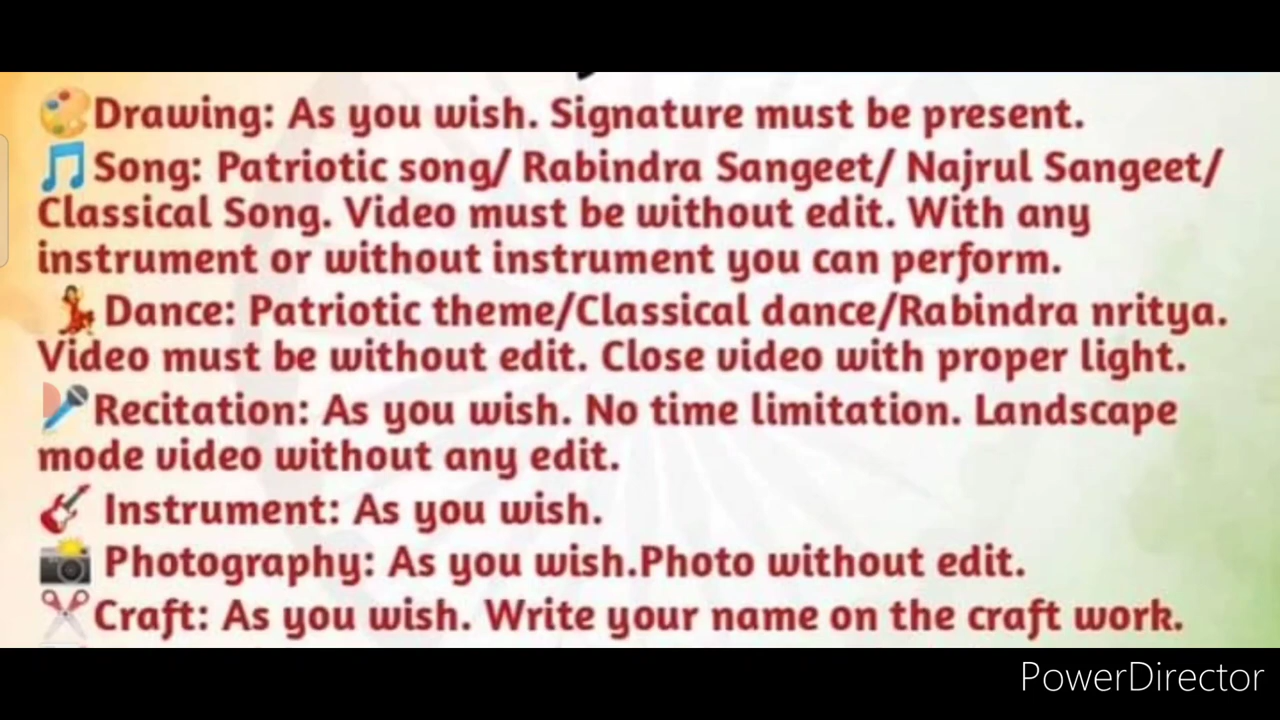 Drawing: As you wish. Signature must be present.
Song: Patriotic song/ Rabindra Sangeet/ Najrul Sangeet/
Classical Song. Video must be without edit. With any
instrument or without instrument you can perform.
Dance: Patriotic theme/Classical dance/Rabindra nritya.
Video must be without edit. Close video with proper light.
Recitation: As you wish. No time limitation. Landscape
mode video without any edit.
Instrument: As you wish.
Photography: As you wish.Photo without edit.
Craft: As you wish. Write your name on the craft work.
PowerDirector